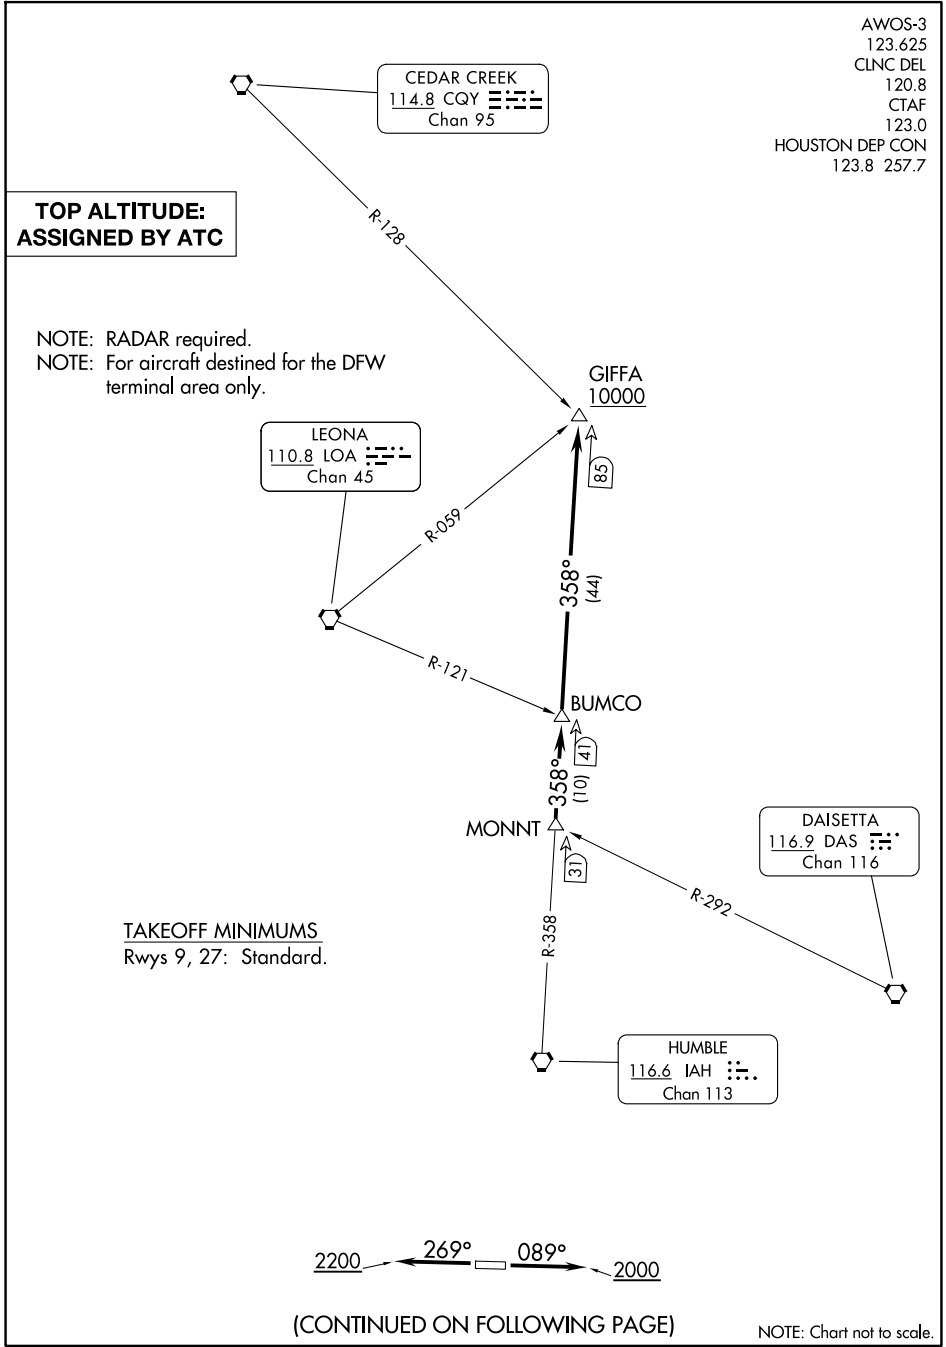 AWOS-3
123.625
CLNC DEL
120.8
CTAF
123.0
HOUSTON DEP CON
123.8 257.7
CEDAR CREEK
114.8 CQY
Chan 95
TOP ALTITUDE:
ASSIGNED BY ATC
R-128
NOTE: RADAR required.
NOTE: For aircraft destined for the DFW
terminal area only.
GIFFA
10000
LEONA
110.8 LOA
Chan 45
85
R-059
358°
(44)
R-121
BUMCO
41
358°
(10)
MONNT
31
DAISETTA
116.9 DAS
Chan 116
R-292
R-358
TAKEOFF MINIMUMS
Rwys 9, 27: Standard.
HUMBLE
116.6 IAH
Chan 113
2200 269° 089° 2000
(CONTINUED ON FOLLOWING PAGE)
NOTE: Chart not to scale.